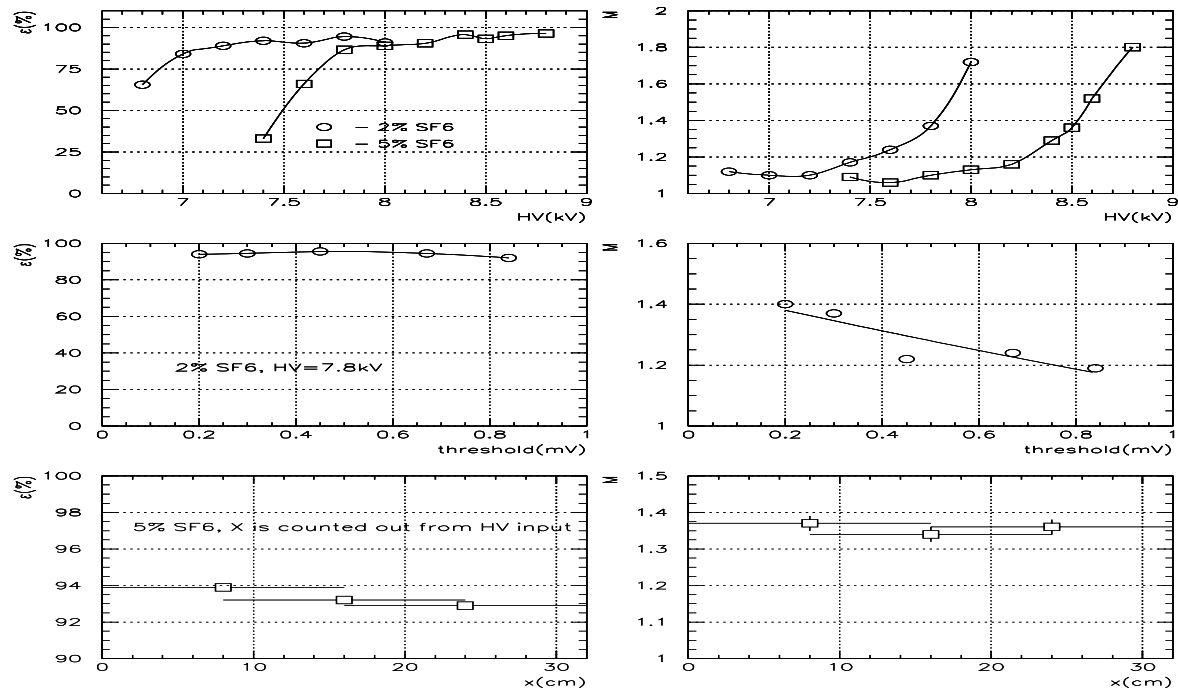 ε(%)
100
75
50
25
0
○ – 2% SF6
□ – 5% SF6
7 7.5 8 8.5 9
HV(kV)
M
2
1.8
1.6
1.4
1.2
1
7 7.5 8 8.5 9
HV(kV)
ε(%)
100
80
60
40
20
0
2% SF6, HV=7.8kV
0 0.2 0.4 0.6 0.8 1
threshold(mV)
M
1.6
1.4
1.2
1
0 0.2 0.4 0.6 0.8 1
threshold(mV)
ε(%)
100
98
96
94
92
90
5% SF6, X is counted out from HV input
0 10 20 30
x(cm)
M
1.5
1.4
1.3
1.2
1.1
1
0 10 20 30
x(cm)